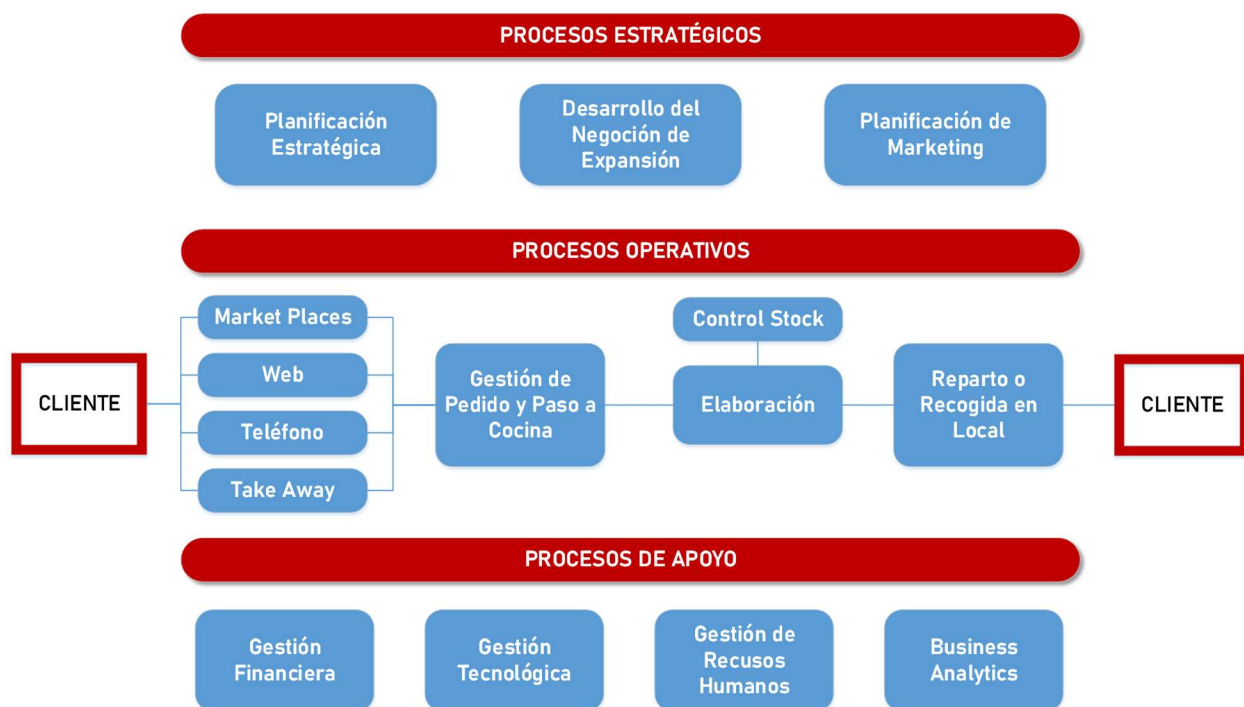 PROCESOS ESTRATÉGICOS
Planificación
Estratégica
Desarrollo del
Negoción de
Expansión
Planificación de
Marketing
PROCESOS OPERATIVOS
CLIENTE
Market Places
Web
Teléfono
Take Away
Gestión de
Pedido y Paso a
Cocina
Control Stock
Elaboración
Reparto o
Recogida en
Local
CLIENTE
PROCESOS DE APOYO
Gestión
Financiera
Gestión
Tecnológica
Gestión de
Recusos
Humanos
Business
Analytics